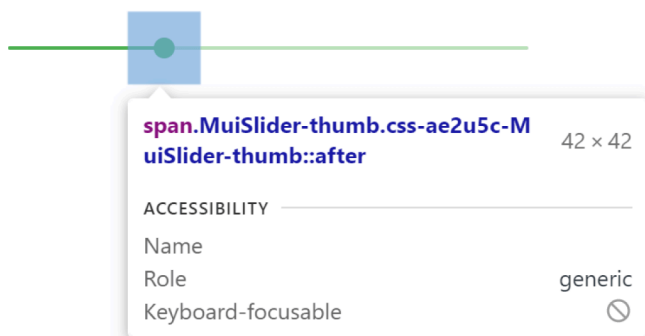 span.MuiSlider-thumb.css-ae2u5c-M
uiSlider-thumb::after
42 × 42
ACCESSIBILITY
Name
Role generic
Keyboard-focusable